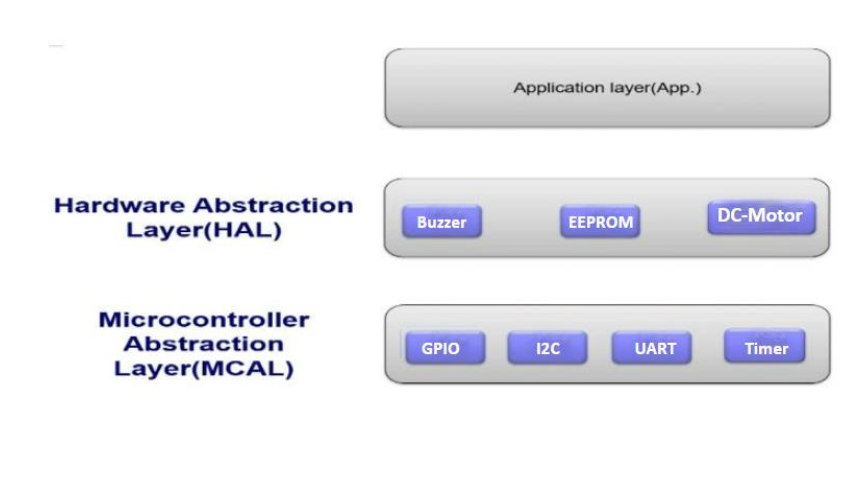 Application layer(App.)
Hardware Abstraction
Layer(HAL)
Buzzer
EEPROM
DC-Motor
Microcontroller
Abstraction
Layer(MCAL)
GPIO
I2C
UART
Timer